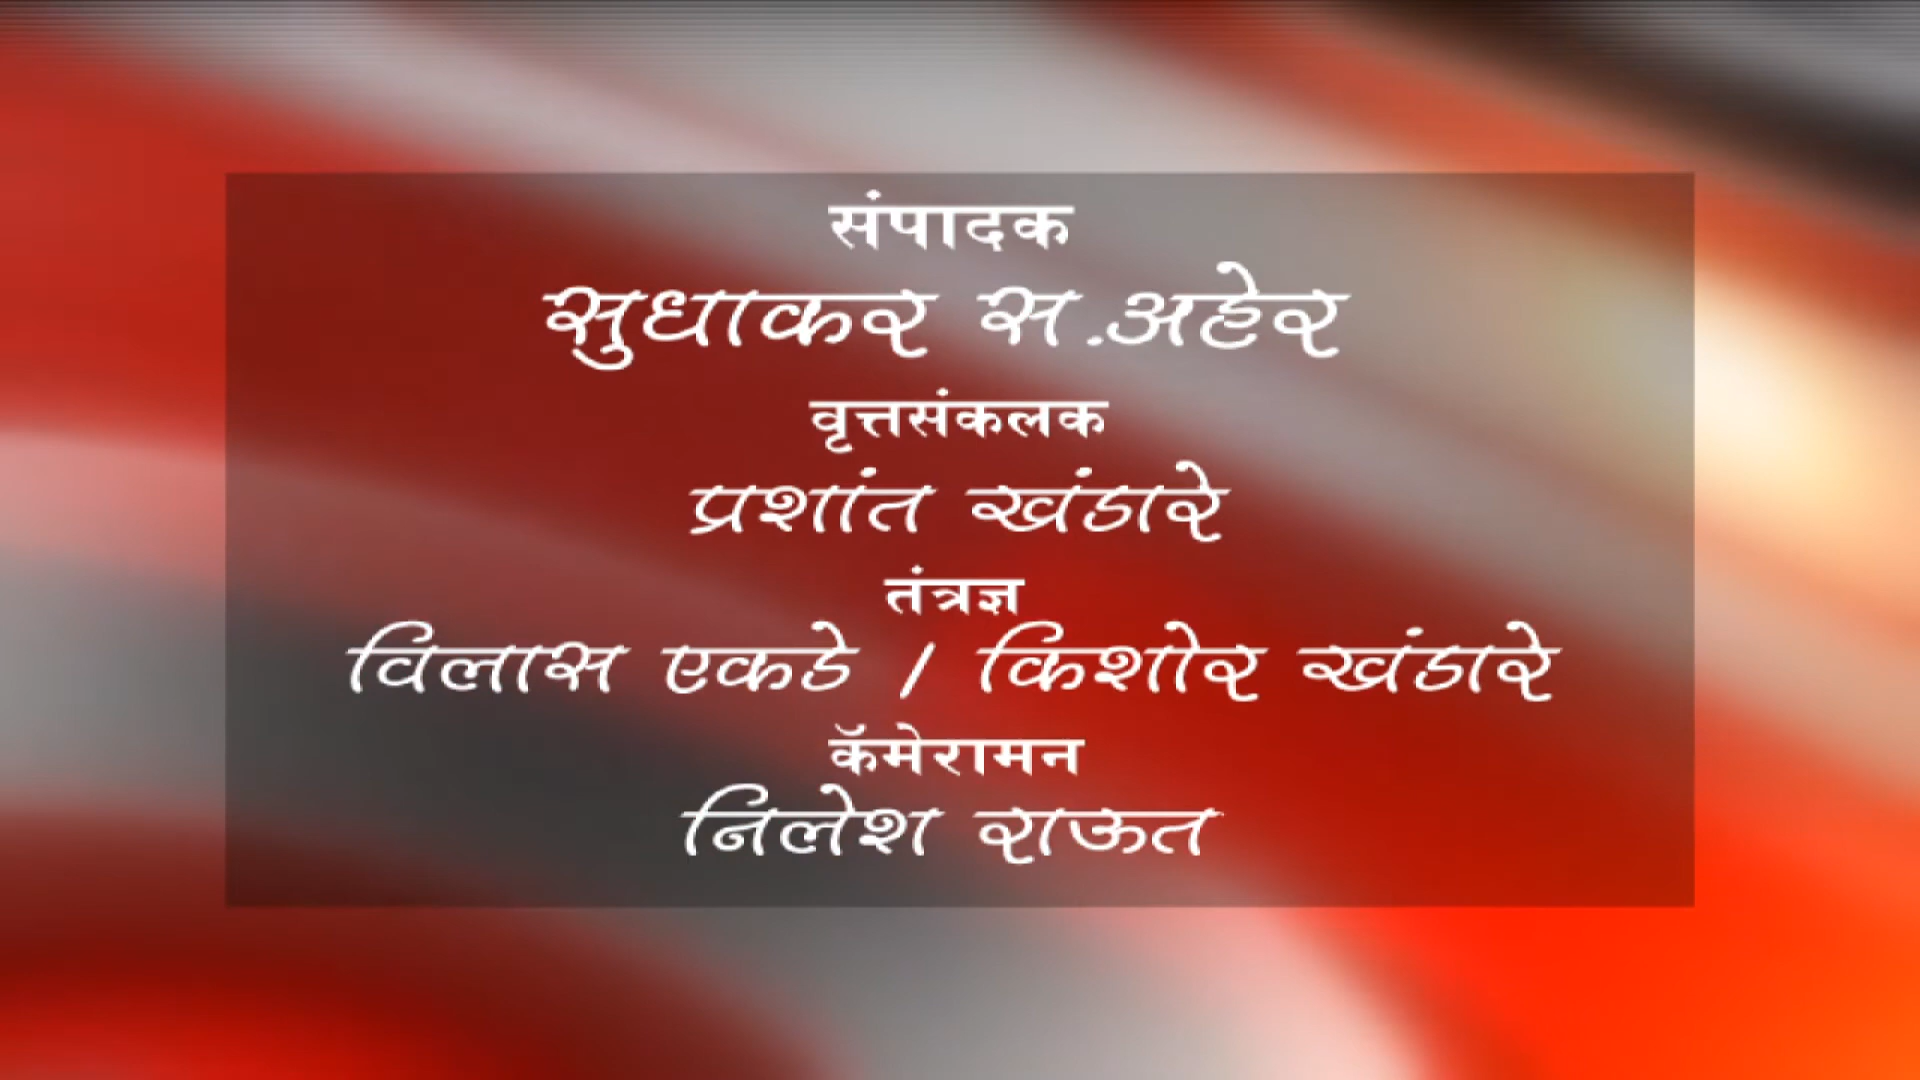 संपादक
सुधाकर स.अहेर
वृत्तसंकलक
प्रशांत खंडारे
तंत्रज्ञ
विलास एकडे / किशोर खंडारे
कॅमेरामन
निलेश राऊत